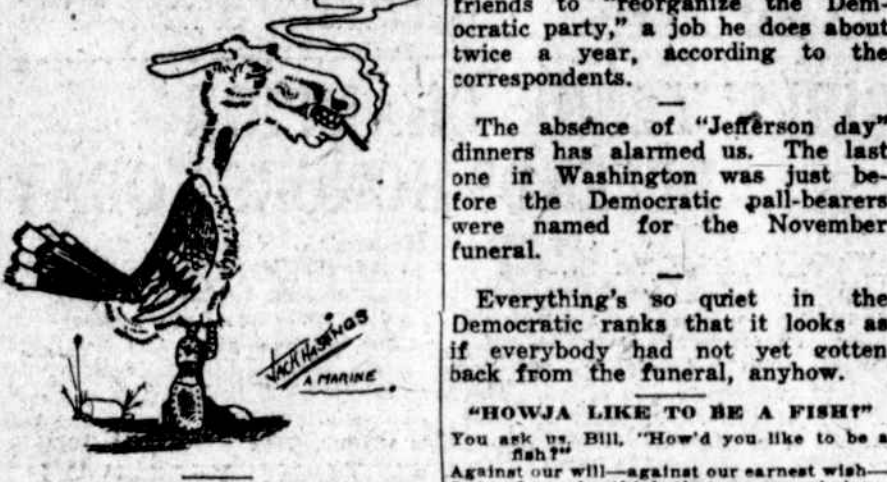 JACK HASTINGS
A MARINE.
friends to "reorganize the Dem-
ocratic party," a job he does about
twice a year, according to the
correspondents.
The absence of "Jefferson day"
dinners has alarmed us. The last
one in Washington was just be-
fore the Democratic pall-bearers
were named for the November
funeral.
Everything's so quiet in the
Democratic ranks that it looks as
if everybody had not yet gotten
back from the funeral, anyhow.
"HOWJA LIKE TO BE A FISH?"
You ask us, Bill, "How'd you like to be a
fish?"
Against our will—against our earnest wish—